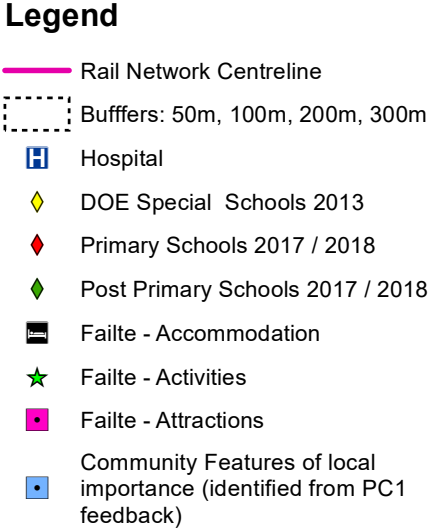 Legend
Rail Network Centreline
Bufffers: 50m, 100m, 200m, 300m
H Hospital
DOE Special  Schools 2013
Primary Schools 2017 / 2018
Post Primary Schools 2017 / 2018
Failte - Accommodation
Failte - Activities
Failte - Attractions
Community Features of local
importance (identified from PC1
feedback)